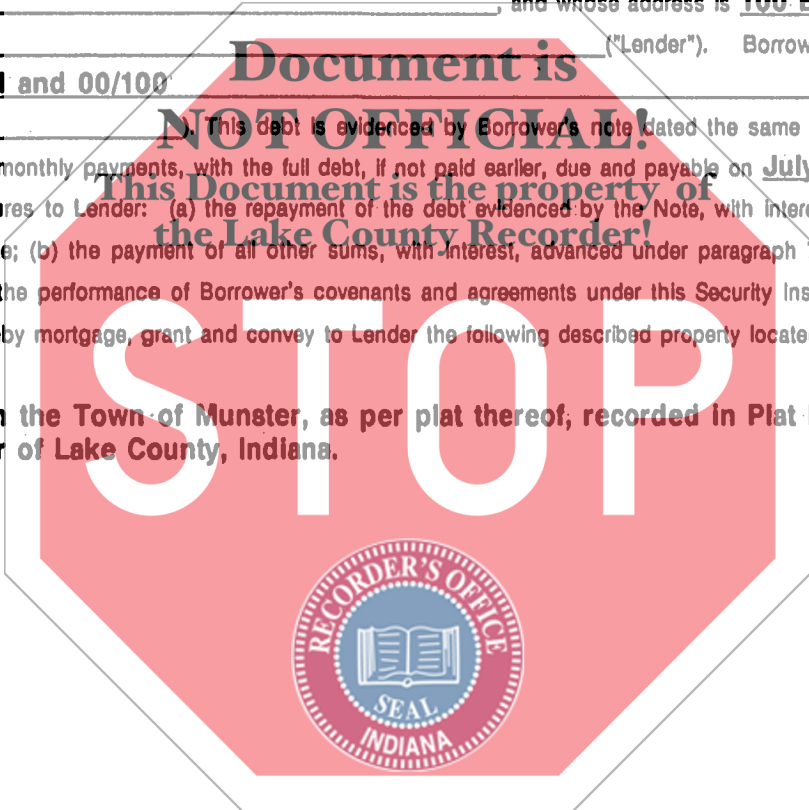 , and whose address is 100
("Lender"). Borrow
and 00/100
). This debt is evidenced by Borrower's note dated the same
monthly payments, with the full debt, if not paid earlier, due and payable on July
res to Lender: (a) the repayment of the debt evidenced by the Note, with inter
e; (b) the payment of all other sums, with interest, advanced under paragraph
the performance of Borrower's covenants and agreements under this Security Ins
by mortgage, grant and convey to Lender the following described property locate
the Town of Munster, as per plat thereof, recorded in Plat
r of Lake County, Indiana.
Document is
NOT OFFICIAL!
This Document is the property of
the Lake County Recorder!
STOP
RECORDER'S OFFICE
SEAL
INDIANA